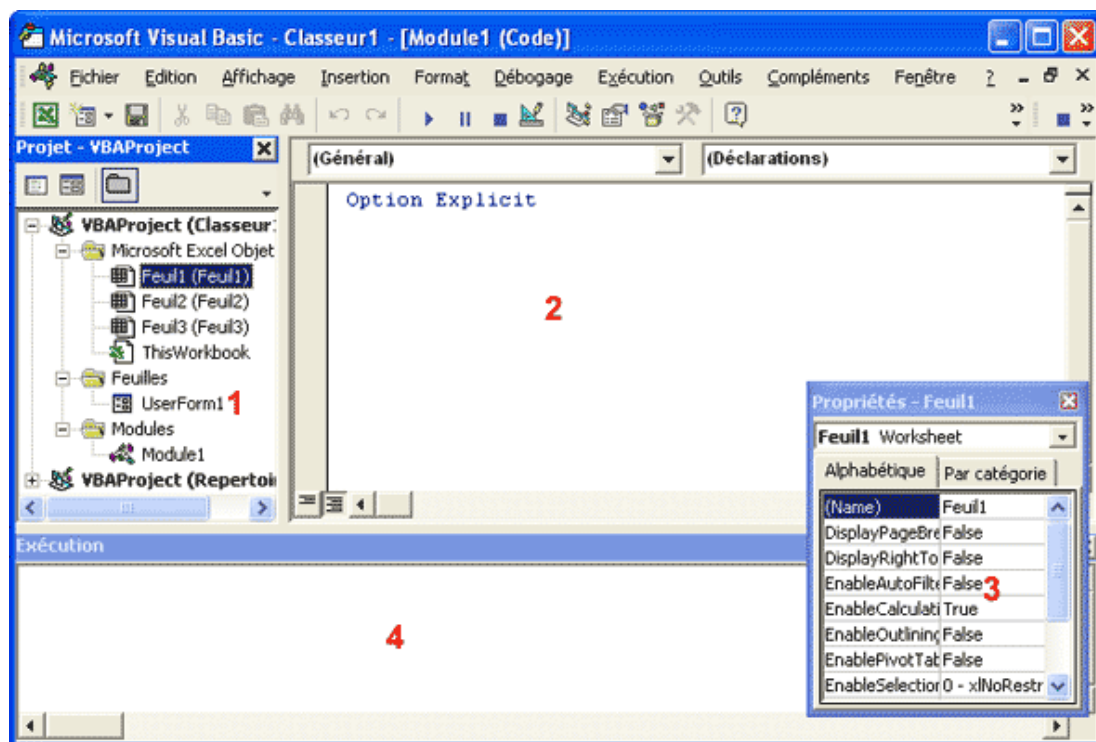 Microsoft Visual Basic - Classeur1 - [Module1 (Code)]
Fichier Edition Affichage Insertion Format Débogage Exécution Outils Compléments Fenêtre ?
Projet - VBAProject
(Général) (Déclarations)
Option Explicit
VBAProject (Classeur1
Microsoft Excel Objet
Feuil1 (Feuil1)
Feuil2 (Feuil2)
Feuil3 (Feuil3)
ThisWorkbook
Feuilles
UserForm1 1
Modules
Module1
VBAProject (Repertoi
2
Propriétés - Feuil1
Feuil1 Worksheet
Alphabétique Par catégorie
(Name) Feuil1
DisplayPageBre False
DisplayRightTo False
EnableAutoFilte False
3
EnableCalculati True
EnableOutlining False
EnablePivotTab False
EnableSelection 0 - xlNoRestr
Exécution
4